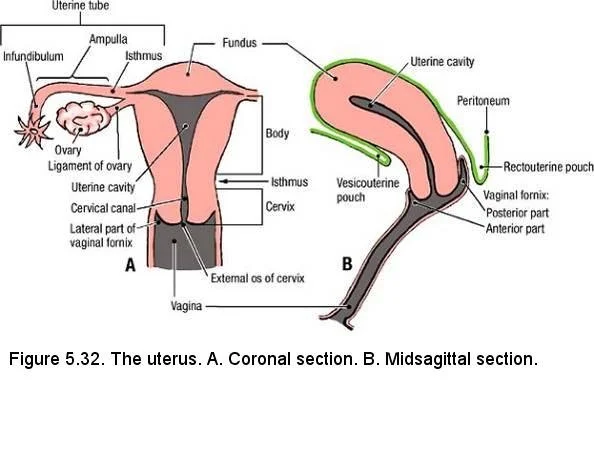 Uterine tube
Ampulla
Infundibulum
Isthmus
Fundus
Uterine cavity
Peritoneum
Body
Ovary
Ligament of ovary
Uterine cavity
Cervical canal
Lateral part of
vaginal fornix
Isthmus
Cervix
Vesicouterine
pouch
Rectouterine pouch
Vaginal fornix:
Posterior part
Anterior part
A
B
External os of cervix
Vagina
Figure 5.32. The uterus. A. Coronal section. B. Midsagittal section.